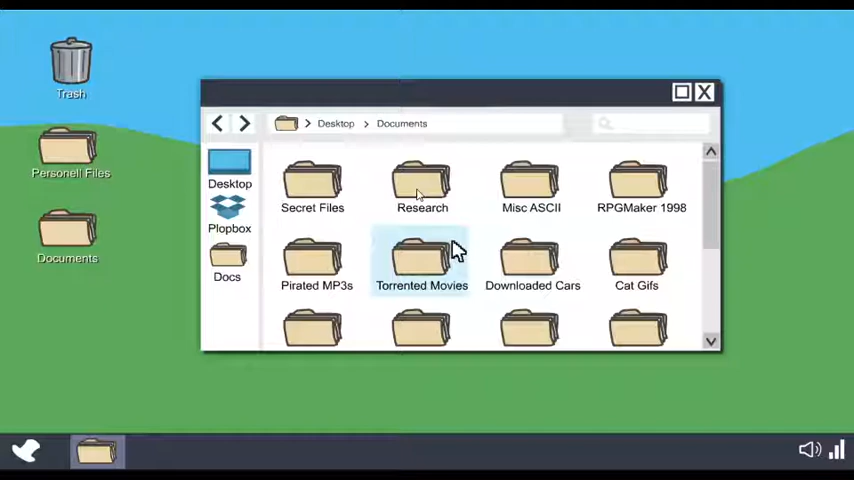 Trash
Personell Files
Documents
Desktop > Documents
Desktop
Plopbox
Docs
Secret Files
Research
Misc ASCII
RPGMaker 1998
Pirated MP3s
Torrented Movies
Downloaded Cars
Cat Gifs